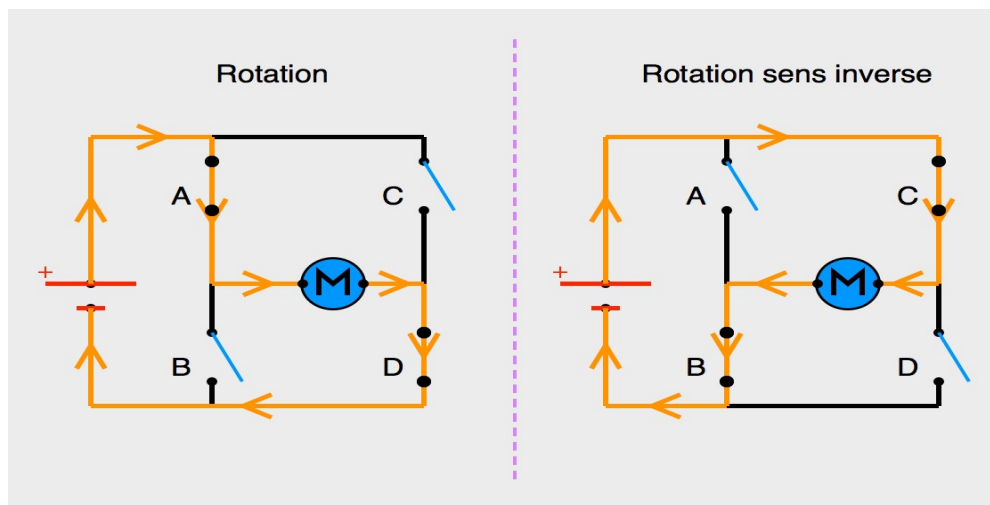 Rotation
A
C
+
M
B
D
Rotation sens inverse
A
C
+
M
B
D